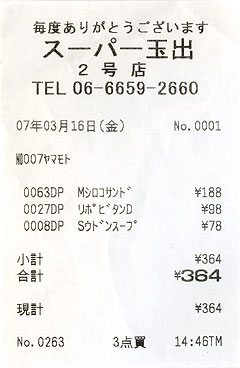 毎度ありがとうございます
スーパー玉出
2号店
TEL 06-6659-2660
07年03月16日(金) No.0001
№0007ヤマモト
0063DP Mシロコサンド ¥188
0027DP リポビタンD ¥98
0008DP Sウドンスープ ¥78
小計 ¥364
合計 ¥364
現計 ¥364
No.0263 3点買 14:46TM